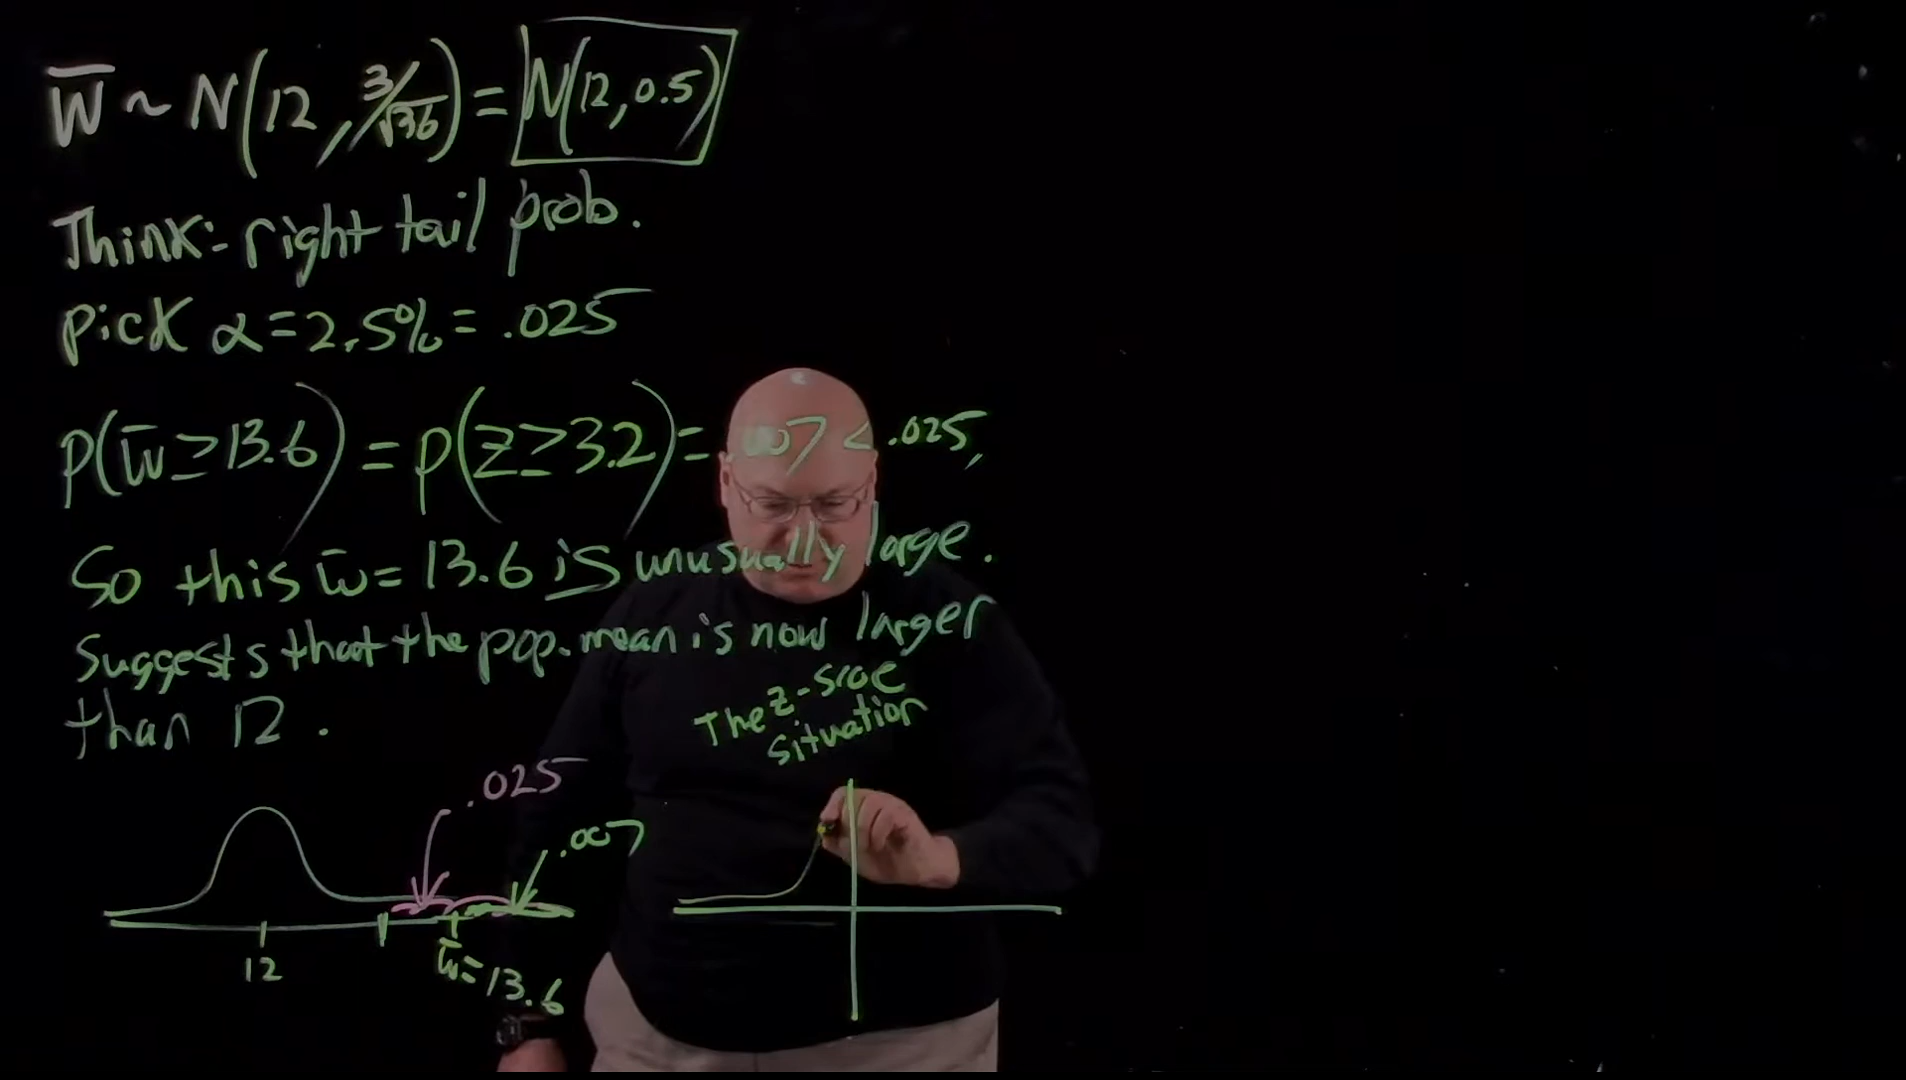 W̅ ~ N(12, 3/√36) = N(12, 0.5)
Think: right tail prob.
pick α = 2.5% = .025
P(w̅ ≥ 13.6) = P(Z ≥ 3.2) = .007 < .025,
So this w̅ = 13.6 is unusually large.
Suggests that the pop. mean is now larger
than 12.
The z-side
situation
.025
.007
12
w̅ = 13.6